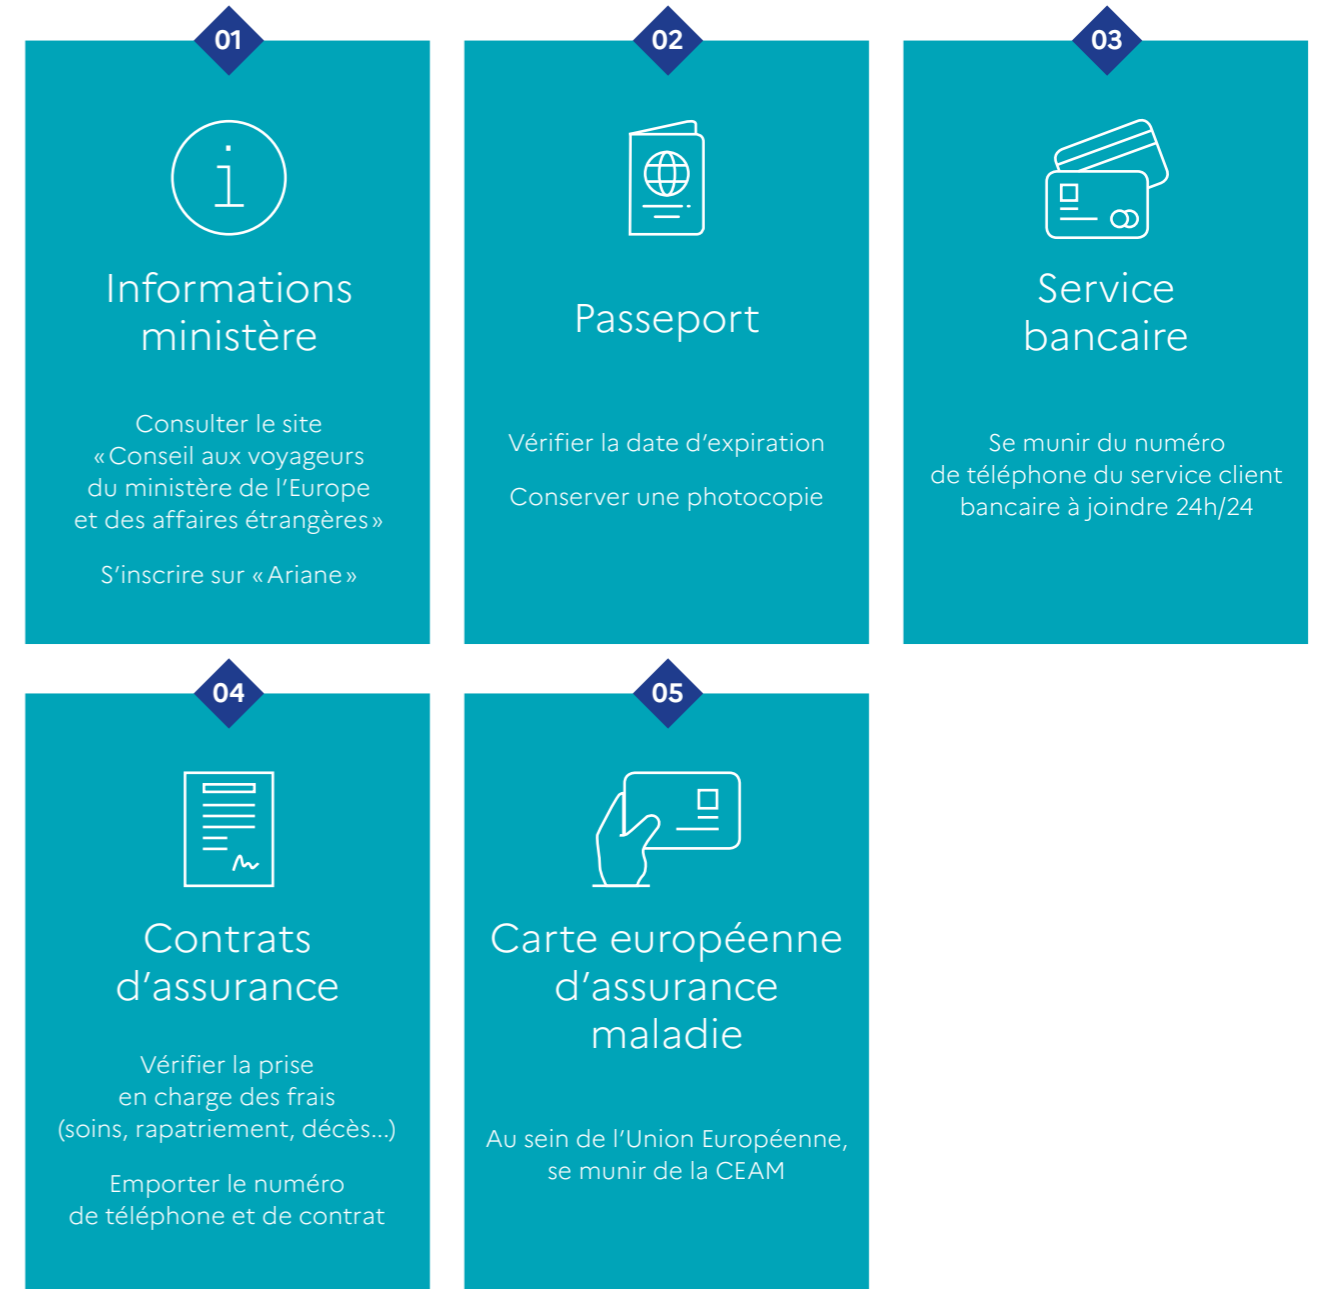 01
Informations
ministère
Consulter le site
«Conseil aux voyageurs
du ministère de l’Europe
et des affaires étrangères»
S’inscrire sur «Ariane»
02
Passeport
Vérifier la date d’expiration
Conserver une photocopie
03
Service
bancaire
Se munir du numéro
de téléphone du service client
bancaire à joindre 24h/24
04
Contrats
d’assurance
Vérifier la prise
en charge des frais
(soins, rapatriement, décès...)
Emporter le numéro
de téléphone et de contrat
05
Carte européenne
d’assurance
maladie
Au sein de l’Union Européenne,
se munir de la CEAM